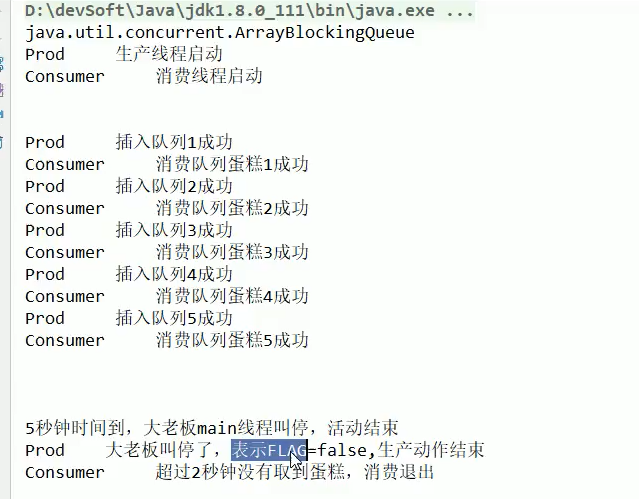 D:\devSoft\Java\jdk1.8.0_111\bin\java.exe ...
java.util.concurrent.ArrayBlockingQueue
Prod 生产线程启动
Consumer 消费线程启动
Prod 插入队列1成功
Consumer 消费队列蛋糕1成功
Prod 插入队列2成功
Consumer 消费队列蛋糕2成功
Prod 插入队列3成功
Consumer 消费队列蛋糕3成功
Prod 插入队列4成功
Consumer 消费队列蛋糕4成功
Prod 插入队列5成功
Consumer 消费队列蛋糕5成功
5秒钟时间到，大老板main线程叫停，活动结束
Prod 大老板叫停了，表示FLAG=false,生产动作结束
Consumer 超过2秒钟没有取到蛋糕，消费退出